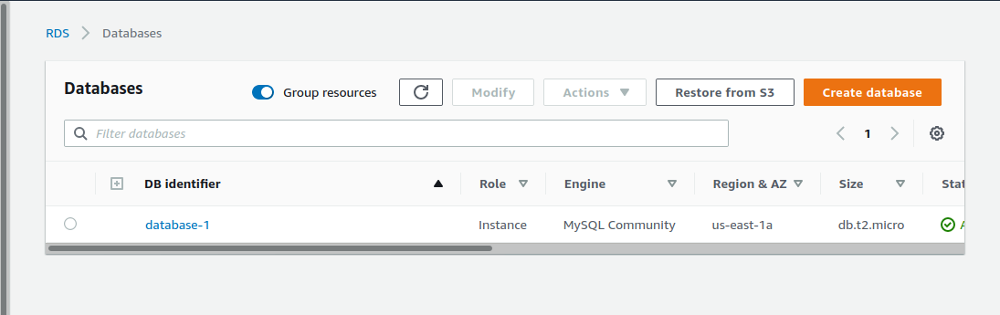 RDS Databases
Databases Group resources Modify Actions Restore from S3 Create database
Filter databases 1
DB identifier Role Engine Region & AZ Size
database-1 Instance MySQL Community us-east-1a db.t2.micro